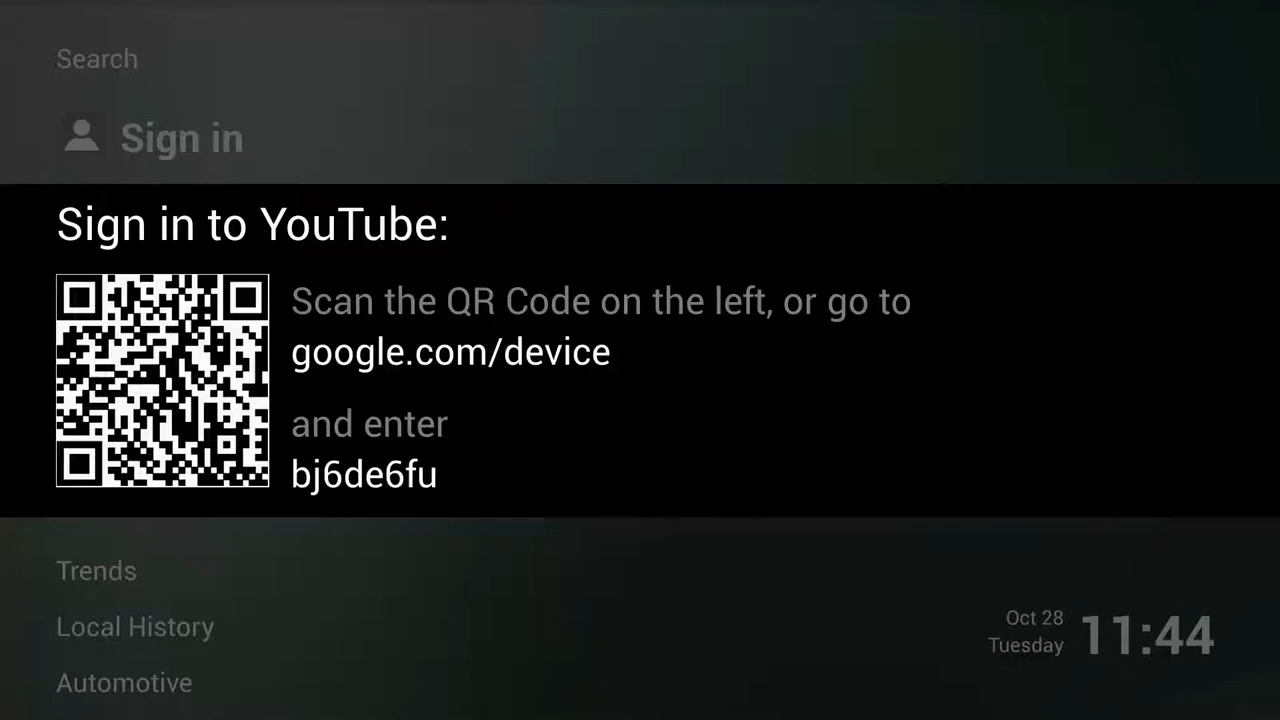 Search
Sign in
Sign in to YouTube:
Scan the QR Code on the left, or go to
google.com/device
and enter
bj6de6fu
Trends
Local History
Automotive
Oct 28
Tuesday
11:44